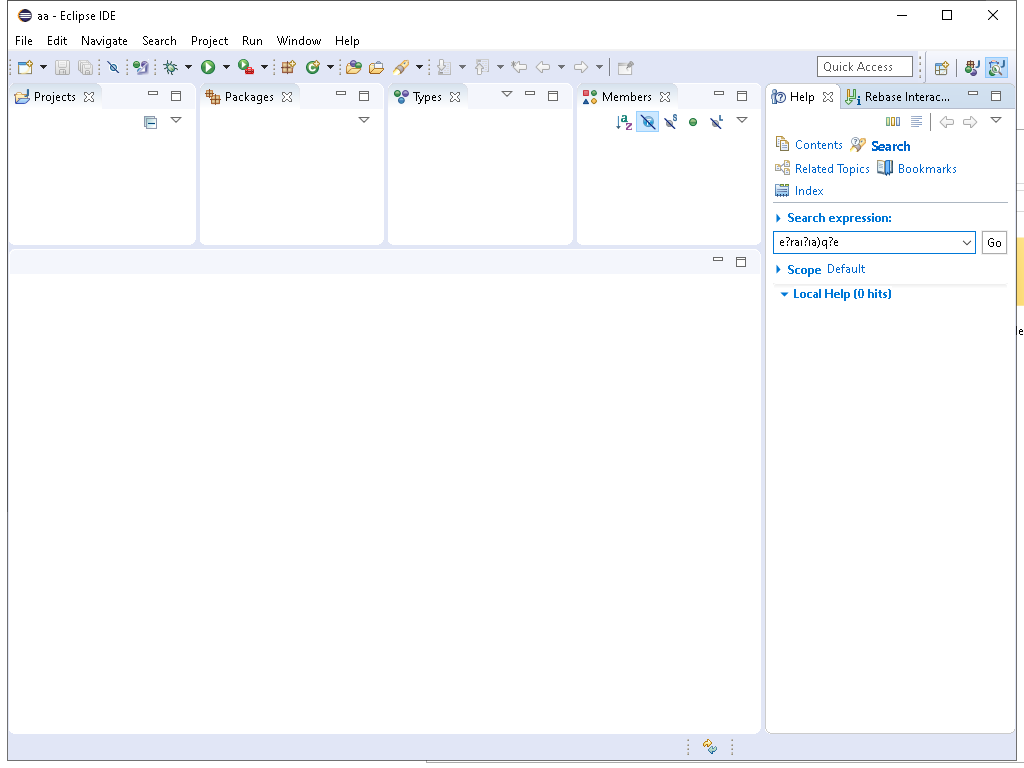 aa - Eclipse IDE
File Edit Navigate Search Project Run Window Help
Quick Access
Projects Packages Types Members Help Rebase Interac...
Contents Search
Related Topics Bookmarks
Index
Search expression:
e?raı?ıa)q?e Go
Scope Default
Local Help (0 hits)